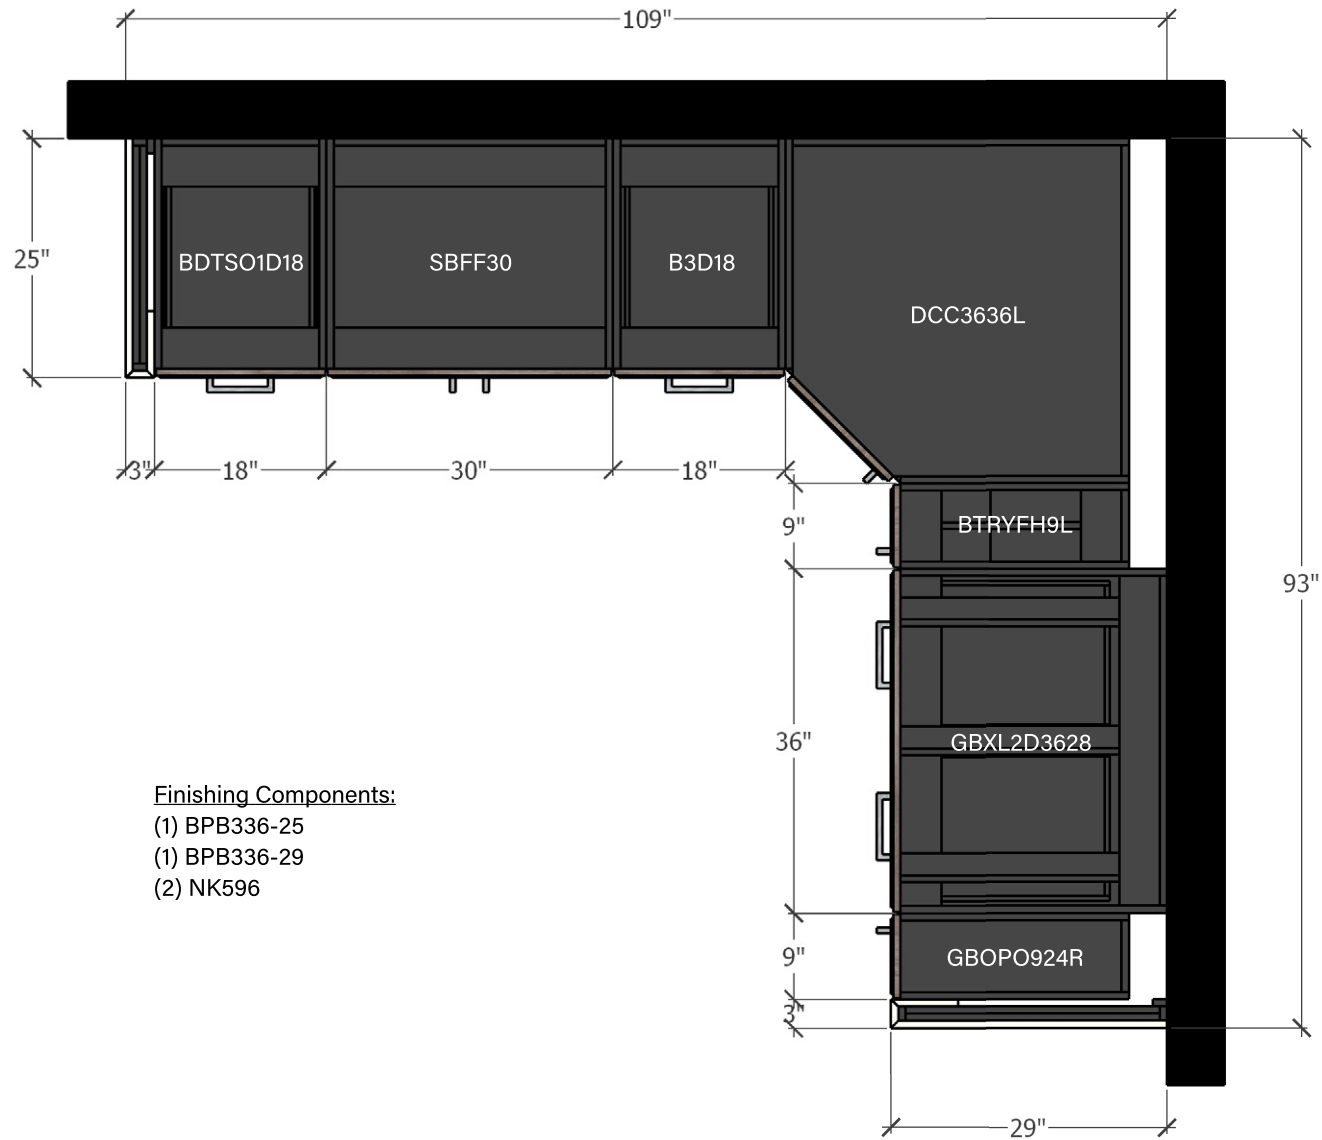 109"
25"
BDTSO1D18
SBFF30
B3D18
DCC3636L
3"
18"
30"
18"
9"
BTRYFH9L
93"
36"
GBXL2D3628
Finishing Components:
(1) BPB336-25
(1) BPB336-29
(2) NK596
9"
GBOPO924R
3"
29"